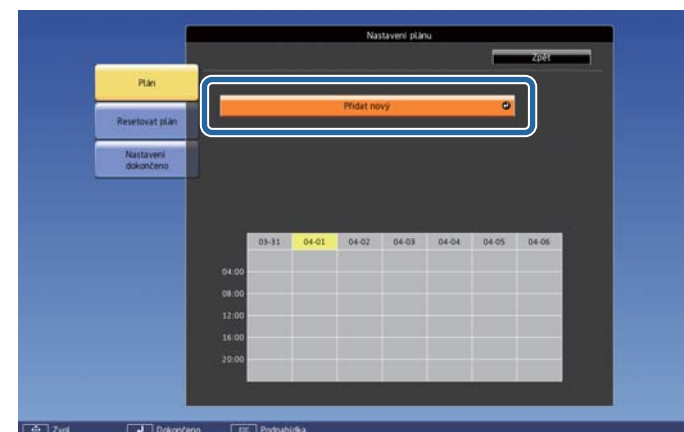 Nastavení plánu
Zpět
Plán
Přidat nový
Resetovat plán
Nastavení
dokončeno
03-31 04-01 04-02 04-03 04-04 04-05 04-06
04:00
08:00
12:00
16:00
20:00
Zvol Dokončeno Podnabídka